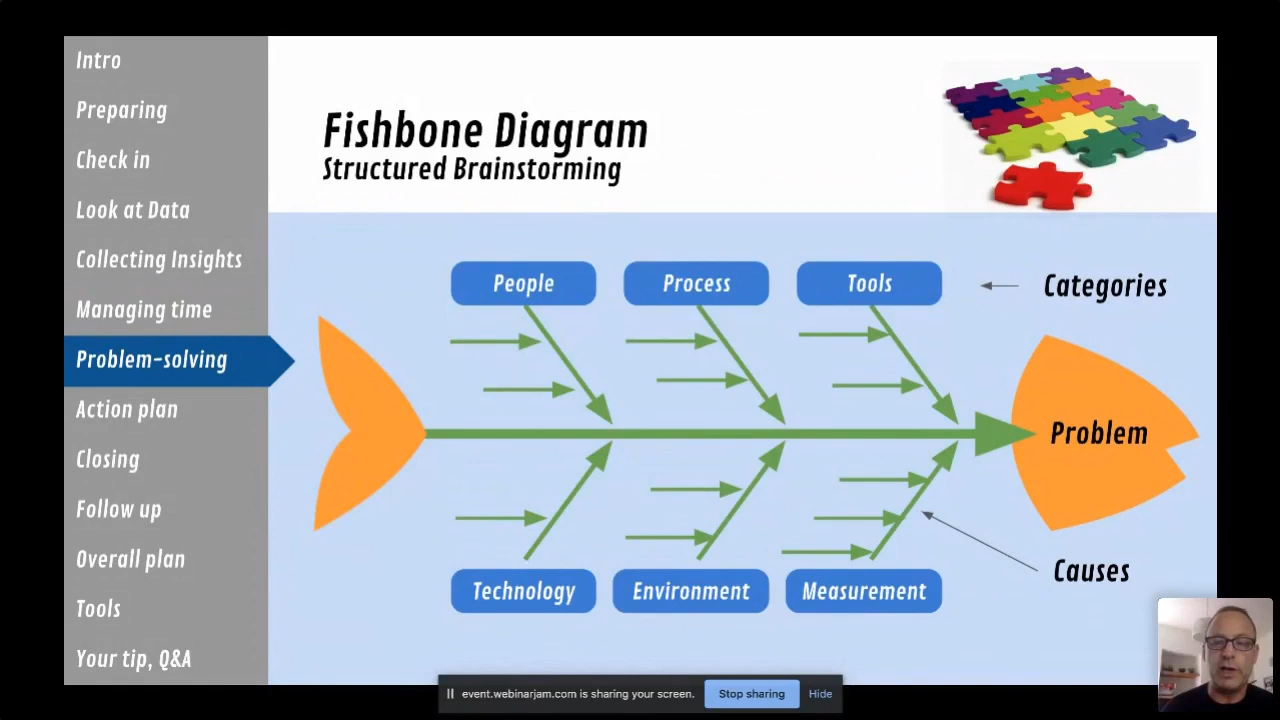 Intro
Preparing
Check in
Look at Data
Collecting Insights
Managing time
Problem-solving
Action plan
Closing
Follow up
Overall plan
Tools
Your tip, Q&A
Fishbone Diagram
Structured Brainstorming
People
Process
Tools
Categories
Problem
Causes
Technology
Environment
Measurement
event.webinarjam.com is sharing your screen.
Stop sharing
Hide